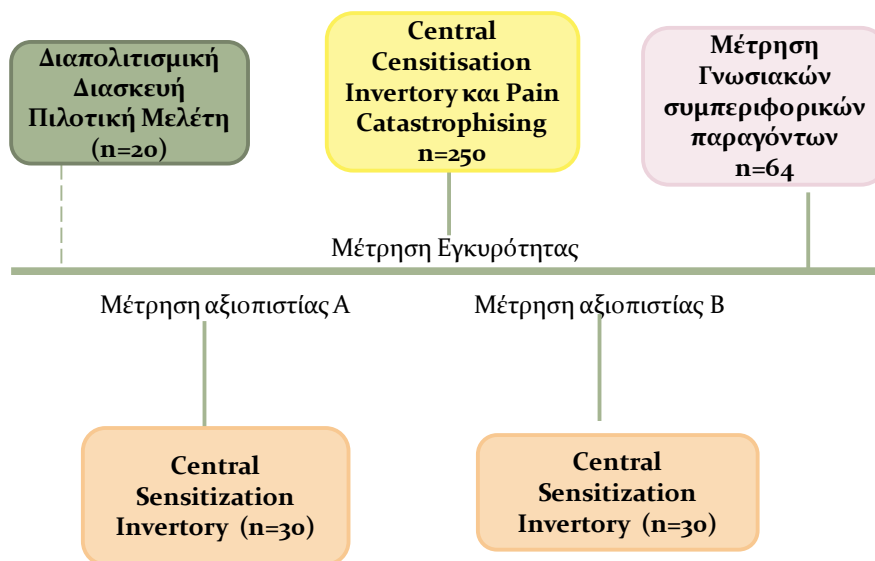 Διαπολιτισμική
Διασκευή
Πιλοτική Μελέτη
(n=20)
Central
Censitisation
Invertory και Pain
Catastrophising
n=250
Μέτρηση
Γνωσιακών
συμπεριφορικών
παραγόντων
n=64
Μέτρηση Εγκυρότητας
Μέτρηση αξιοπιστίας Α
Μέτρηση αξιοπιστίας Β
Central
Sensitization
Invertory (n=30)
Central
Sensitization
Invertory (n=30)